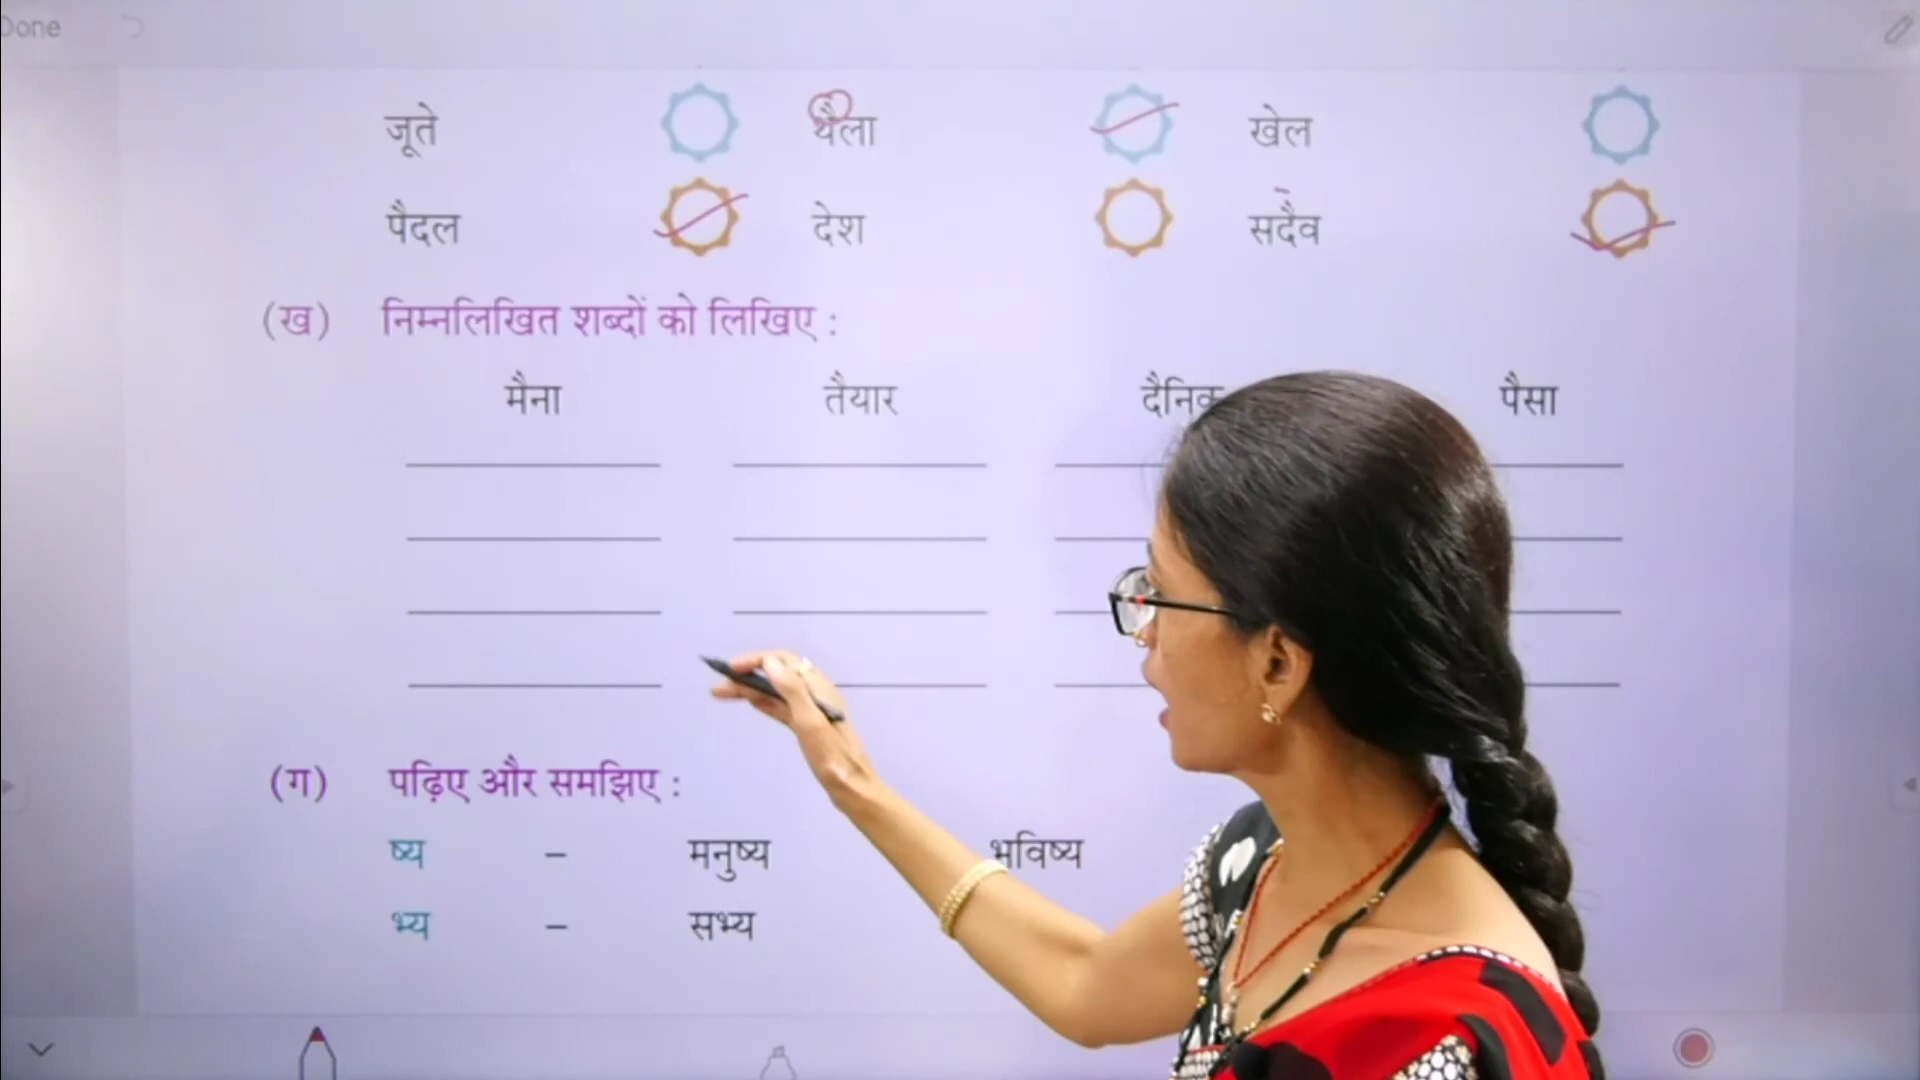 Done
जूते थैला खेल
पैदल देश सदैव
(ख) निम्नलिखित शब्दों को लिखिए :
मैना तैयार दैनिक पैसा
(ग) पढ़िए और समझिए :
ष्य – मनुष्य भविष्य
भ्य – सभ्य